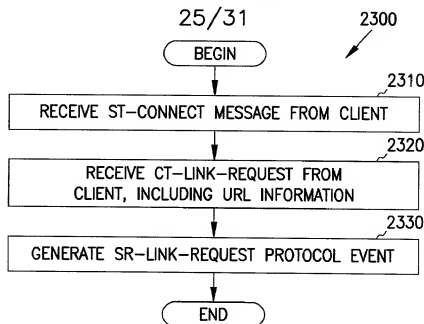 25/31
2300
BEGIN
2310
RECEIVE ST-CONNECT MESSAGE FROM CLIENT
2320
RECEIVE CT-LINK-REQUEST FROM
CLIENT, INCLUDING URL INFORMATION
2330
GENERATE SR-LINK-REQUEST PROTOCOL EVENT
END